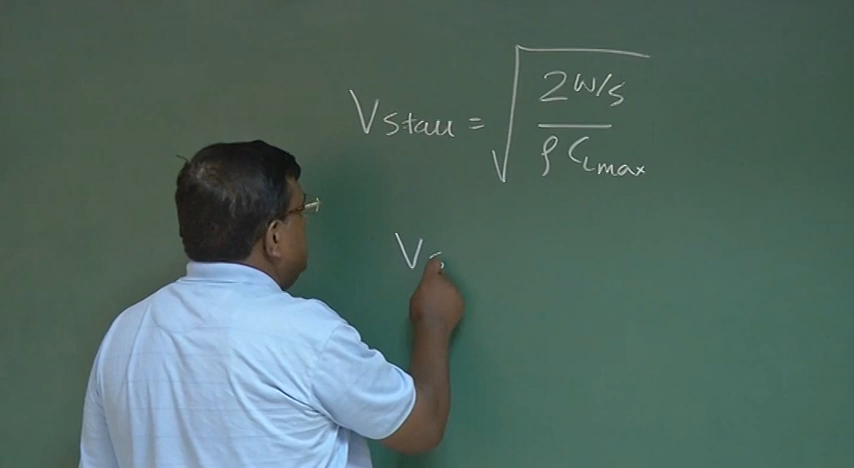 Vstall = √ 2W/S
ρ CLmax
V